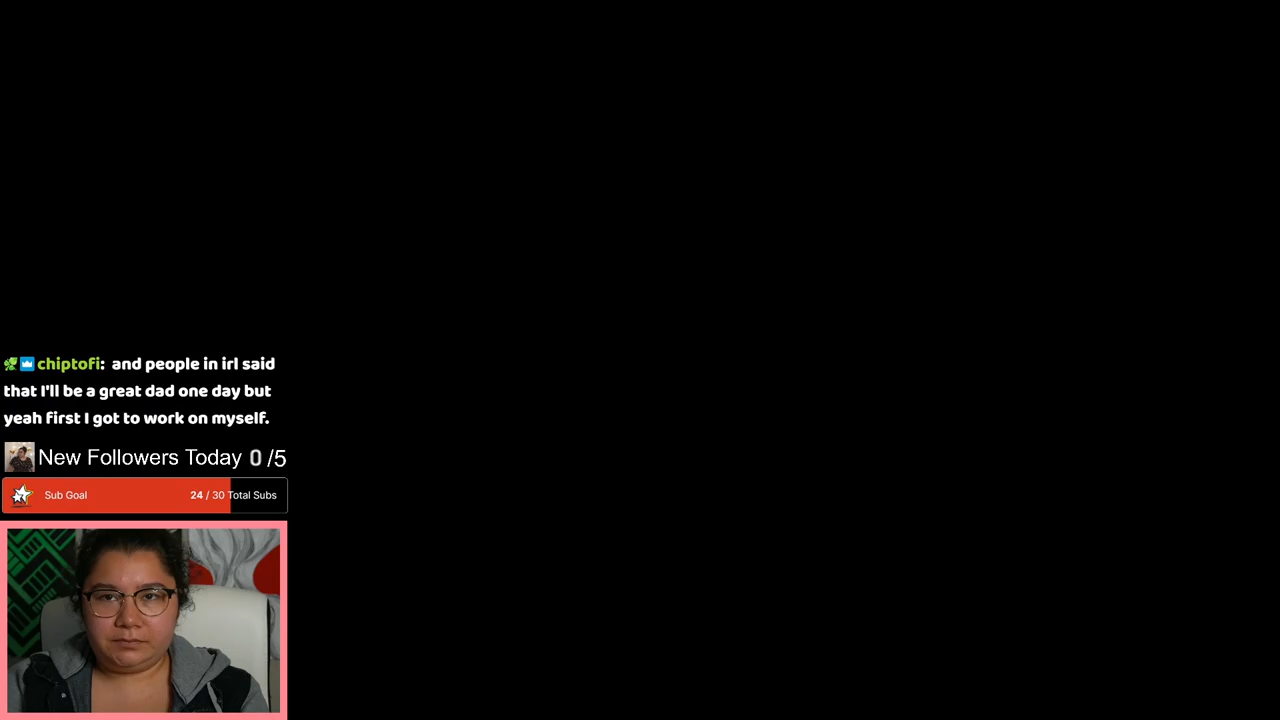 chiptofi: and people in irl said
that I'll be a great dad one day but
yeah first I got to work on myself.
New Followers Today 0 /5
Sub Goal 24 / 30 Total Subs